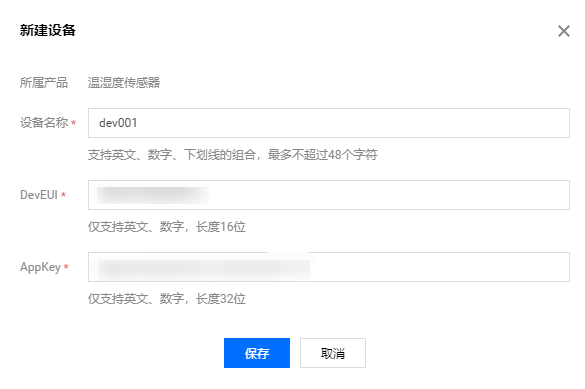 新建设备
所属产品 温湿度传感器
设备名称 * dev001
支持英文、数字、下划线的组合，最多不超过48个字符
DevEUI *
仅支持英文、数字，长度16位
AppKey *
仅支持英文、数字，长度32位
保存 取消